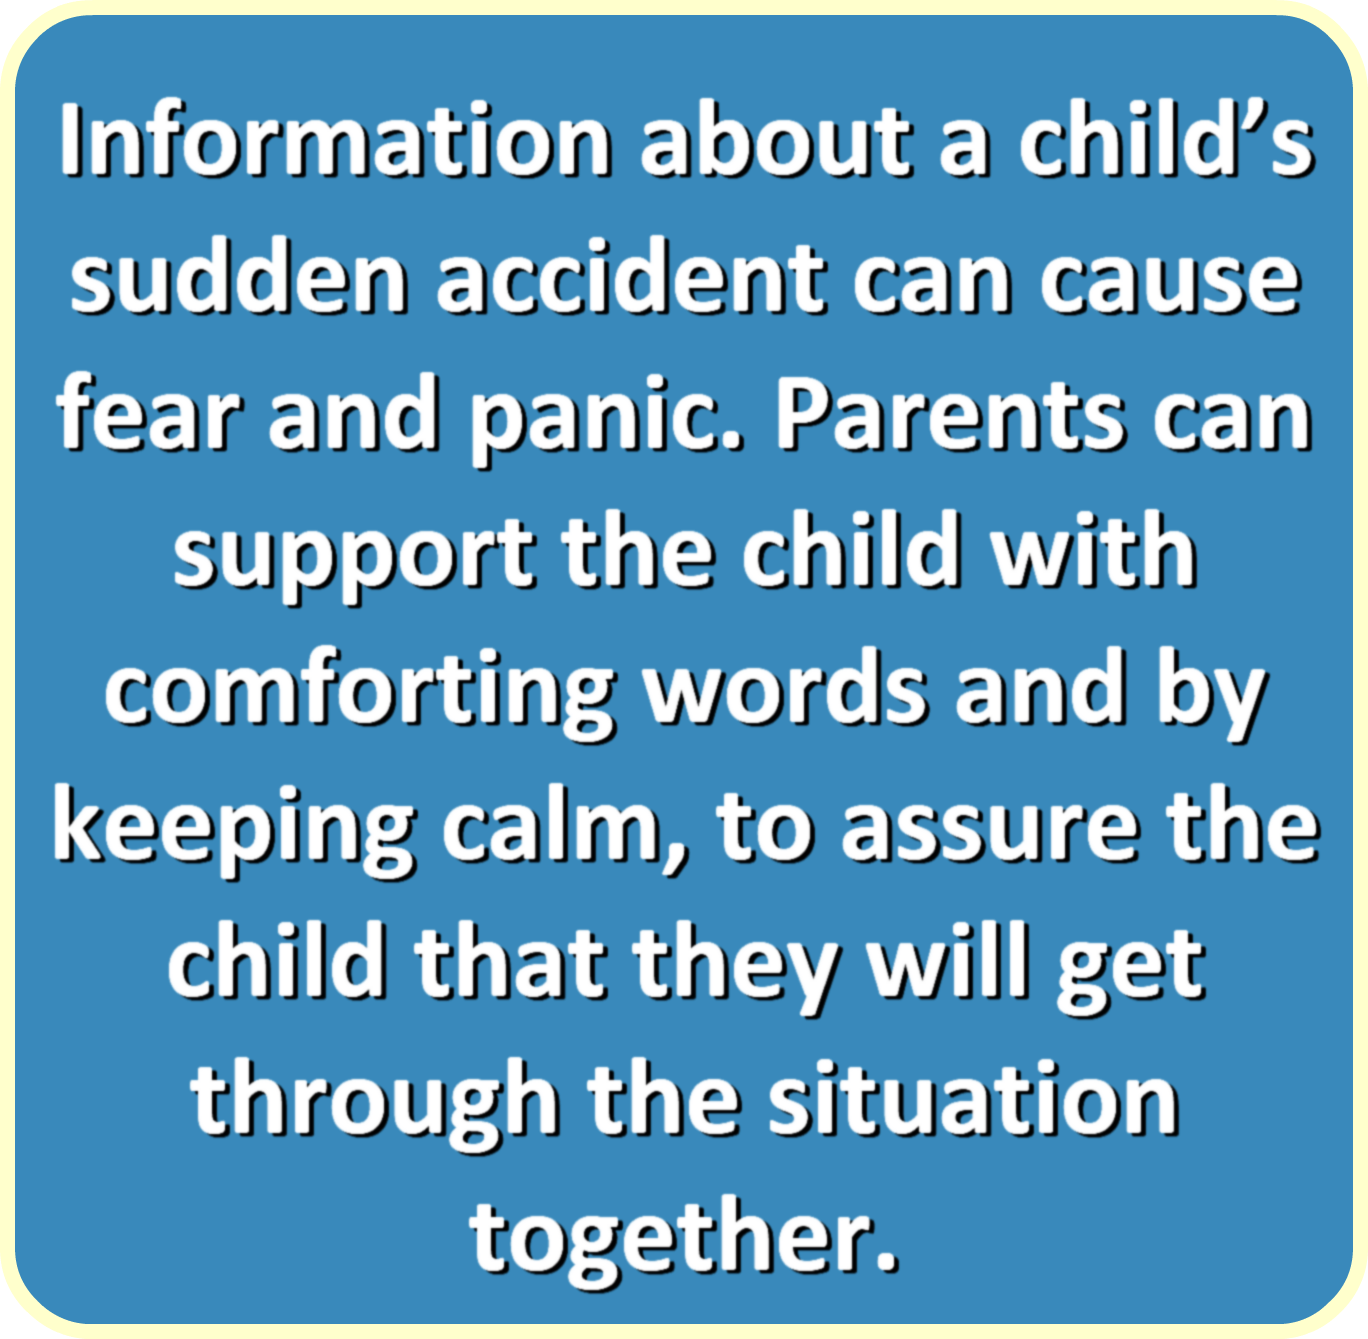 Information about a child’s
sudden accident can cause
fear and panic. Parents can
support the child with
comforting words and by
keeping calm, to assure the
child that they will get
through the situation
together.